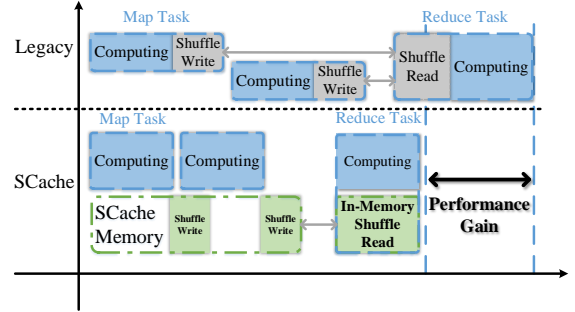 Map Task
Reduce Task
Legacy
Computing
Shuffle
Write
Computing
Shuffle
Write
Shuffle
Read
Computing
Map Task
Reduce Task
SCache
Computing
Computing
Computing
SCache
Memory
Shuffle
Write
Shuffle
Write
In-Memory
Shuffle
Read
Performance
Gain